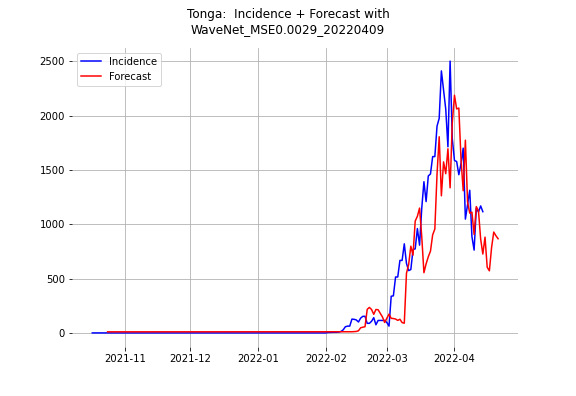 Tonga:  Incidence + Forecast with
WaveNet_MSE0.0029_20220409
Incidence
Forecast
2500
2000
1500
1000
500
0
2021-11 2021-12 2022-01 2022-02 2022-03 2022-04